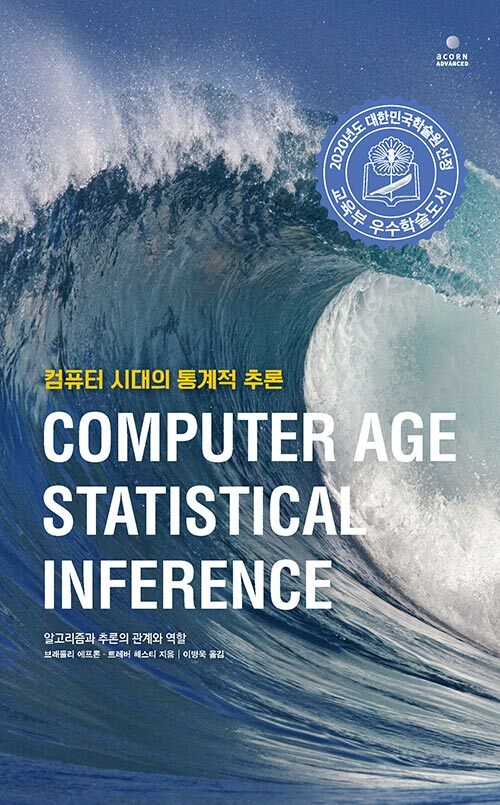 acorn
ADVANCED
2020년도 대한민국학술원 선정
교육부 우수학술도서
컴퓨터 시대의 통계적 추론
COMPUTER AGE
STATISTICAL
INFERENCE
알고리즘과 추론의 관계와 역할
브래들리 에프론 · 트레버 헤스티 지음 | 이병욱 옮김